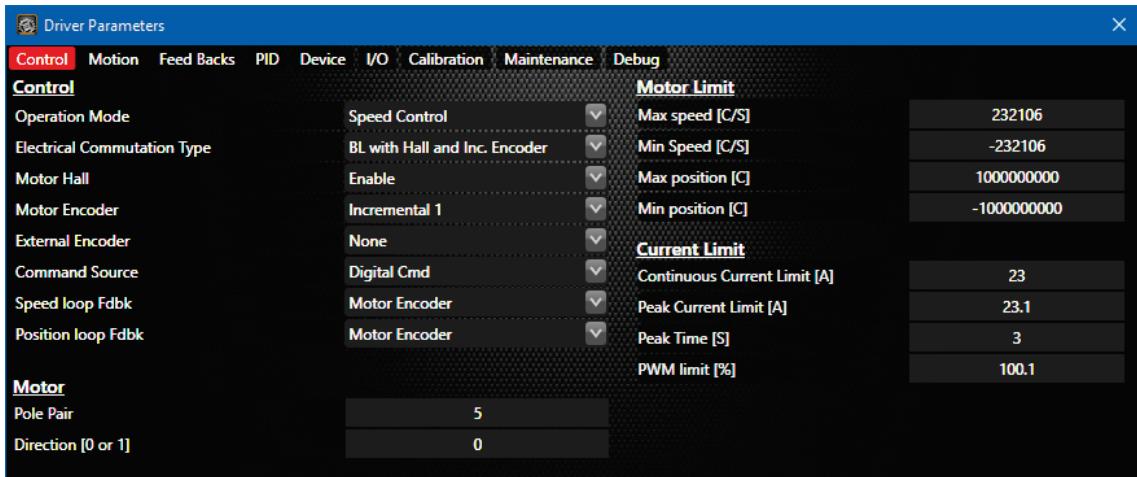 Driver Parameters
Control Motion Feed Backs PID Device I/O Calibration Maintenance Debug
Control
Operation Mode Speed Control
Electrical Commutation Type BL with Hall and Inc. Encoder
Motor Hall Enable
Motor Encoder Incremental 1
External Encoder None
Command Source Digital Cmd
Speed loop Fdbk Motor Encoder
Position loop Fdbk Motor Encoder
Motor
Pole Pair 5
Direction [0 or 1] 0
Motor Limit
Max speed [C/S] 232106
Min Speed [C/S] -232106
Max position [C] 1000000000
Min position [C] -1000000000
Current Limit
Continuous Current Limit [A] 23
Peak Current Limit [A] 23.1
Peak Time [S] 3
PWM limit [%] 100.1